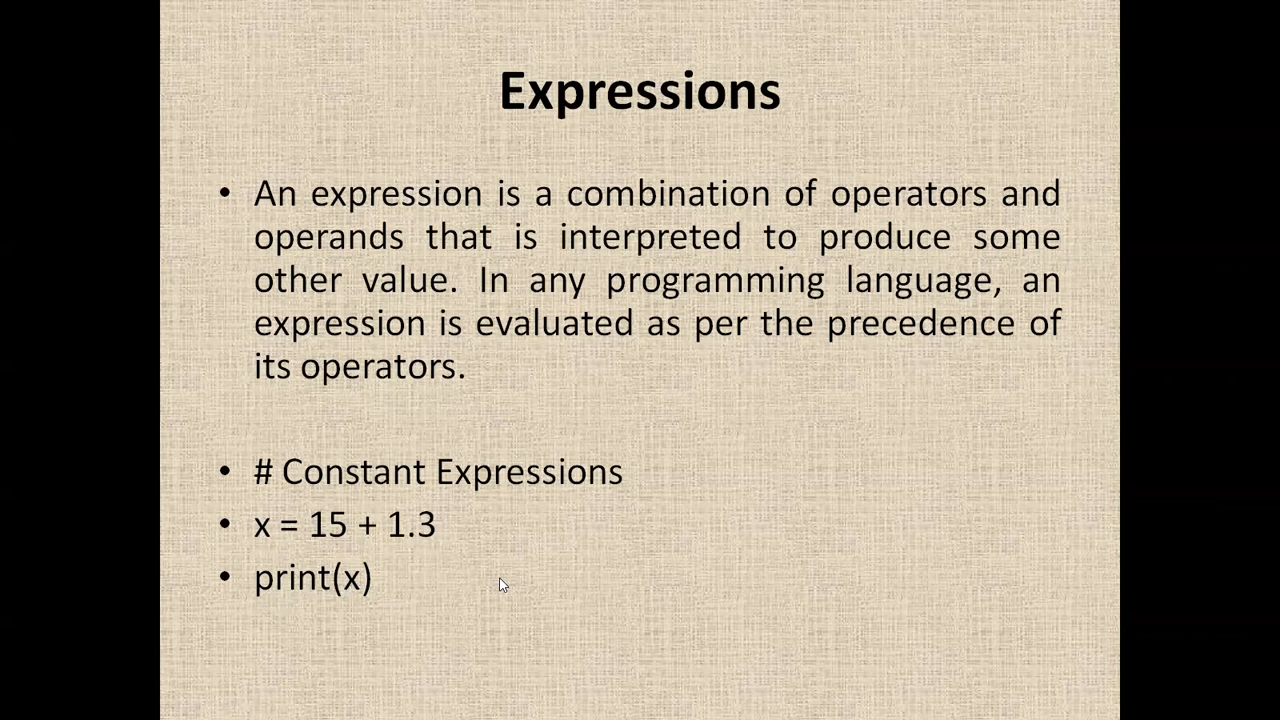 Expressions
• An expression is a combination of operators and
operands that is interpreted to produce some
other value. In any programming language, an
expression is evaluated as per the precedence of
its operators.
• # Constant Expressions
• x = 15 + 1.3
• print(x)